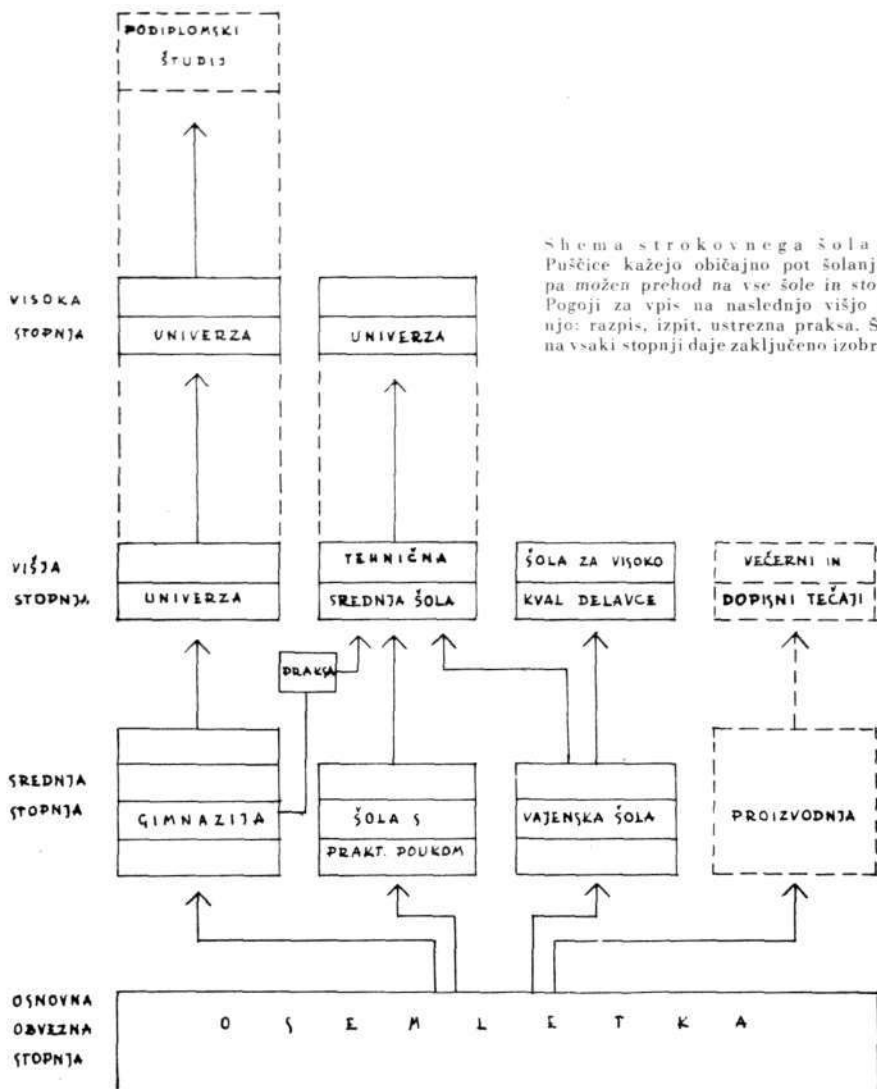 PODIPLOMSKI
ŠTUDIJ
Shema strokovnega šola
Puščice kažejo običajno pot šolanj
pa možen prehod na vse šole in sto
Pogoji za vpis na naslednjo višjo
njo: razpis, izpit, ustrezna praksa. Š
na vsaki stopnji daje zaključeno izobr
VISOKA
STOPNJA
UNIVERZA
UNIVERZA
VIŠJA
STOPNJA
UNIVERZA
TEHNIČNA
SREDNJA ŠOLA
ŠOLA ZA VISOKO
KVAL DELAVCE
VEČERNI IN
DOPISNI TEČAJI
PRAKSA
SREDNJA
STOPNJA
GIMNAZIJA
ŠOLA S
PRAKT. POUKOM
VAJENSKA ŠOLA
PROIZVODNJA
OSNOVNA
OBVEZNA
STOPNJA
O S E M L E T K A